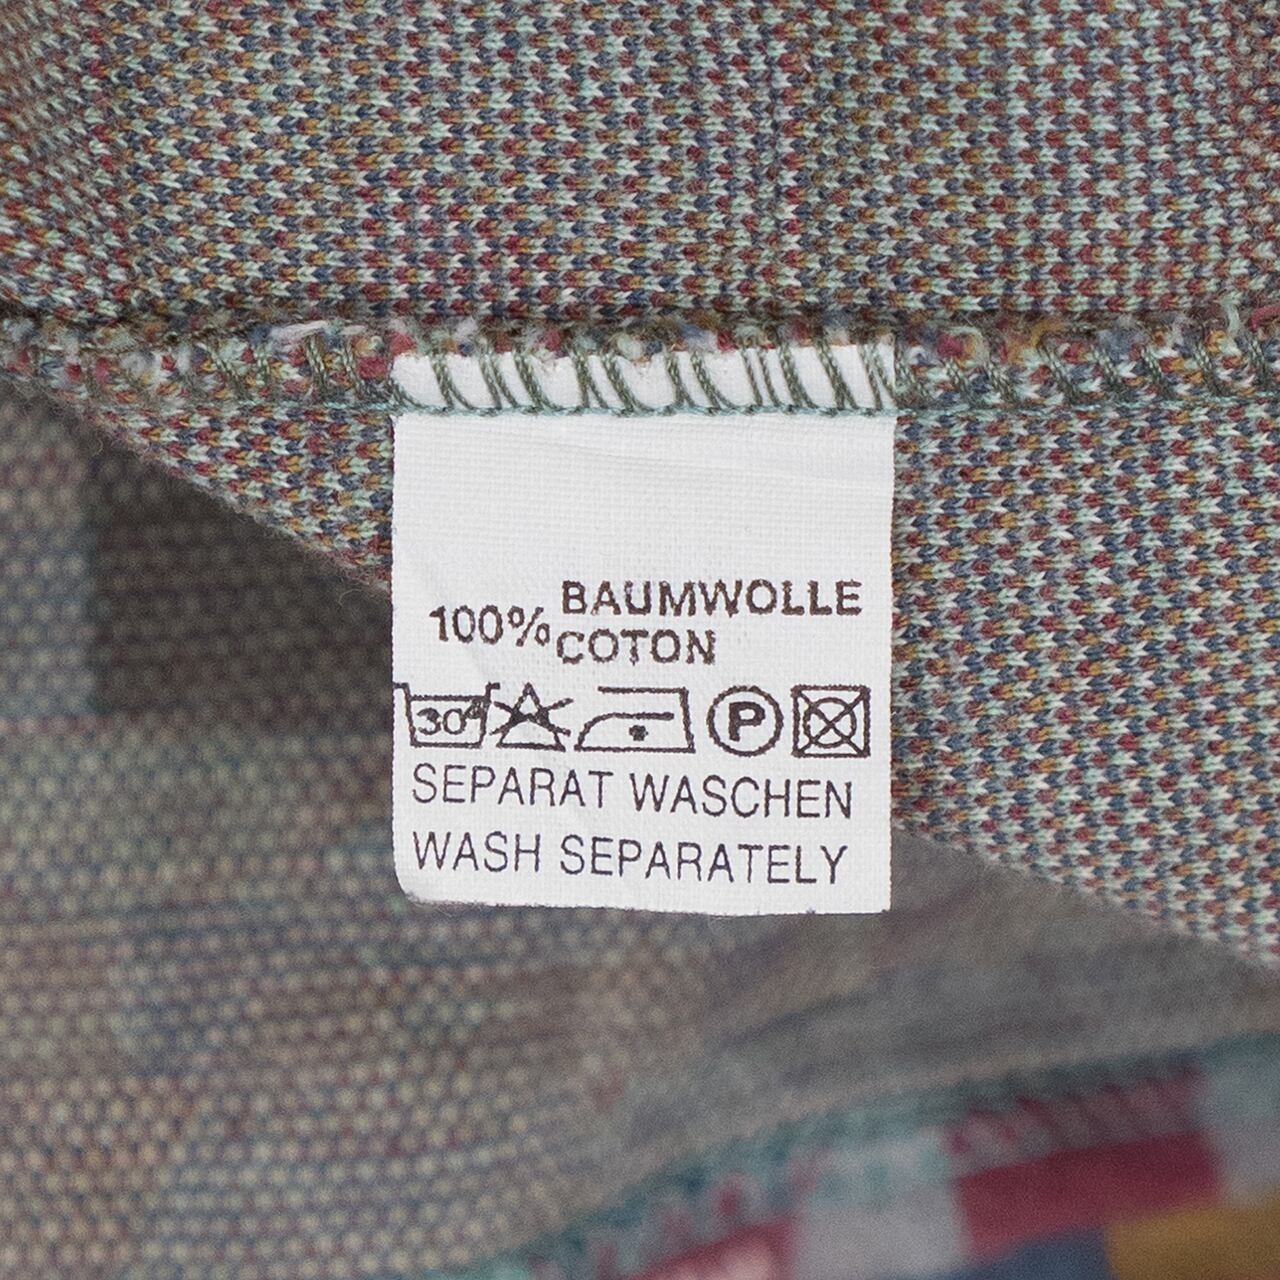 BAUMWOLLE
100%
COTON
30° P
SEPARAT WASCHEN
WASH SEPARATELY